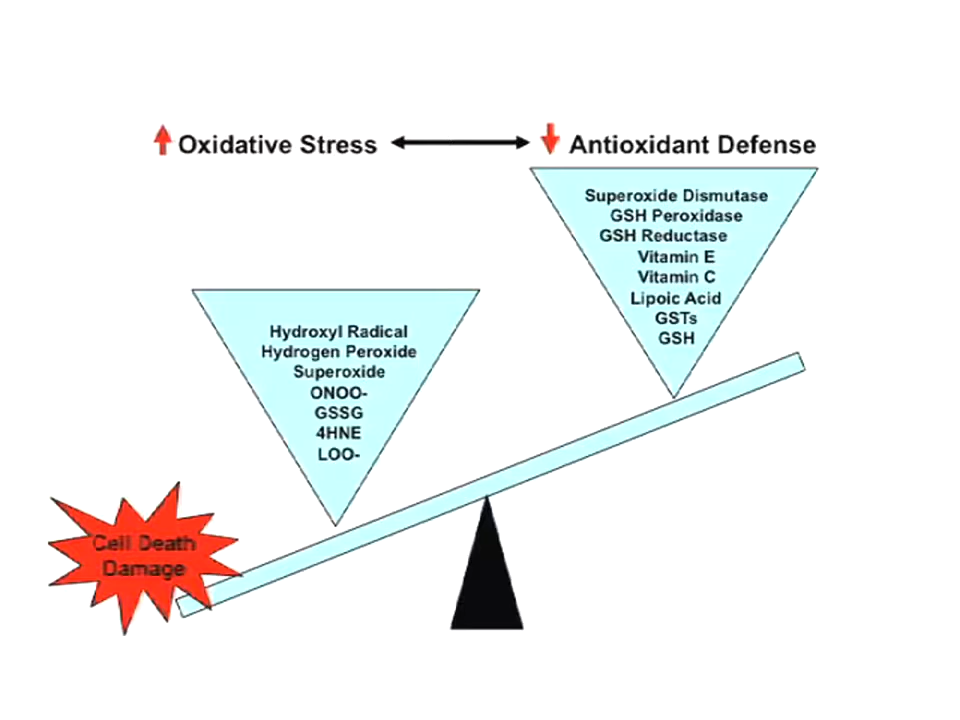 Oxidative Stress
Antioxidant Defense
Superoxide Dismutase
GSH Peroxidase
GSH Reductase
Vitamin E
Vitamin C
Lipoic Acid
GSTs
GSH
Hydroxyl Radical
Hydrogen Peroxide
Superoxide
ONOO-
GSSG
4HNE
LOO-
Cell Death
Damage